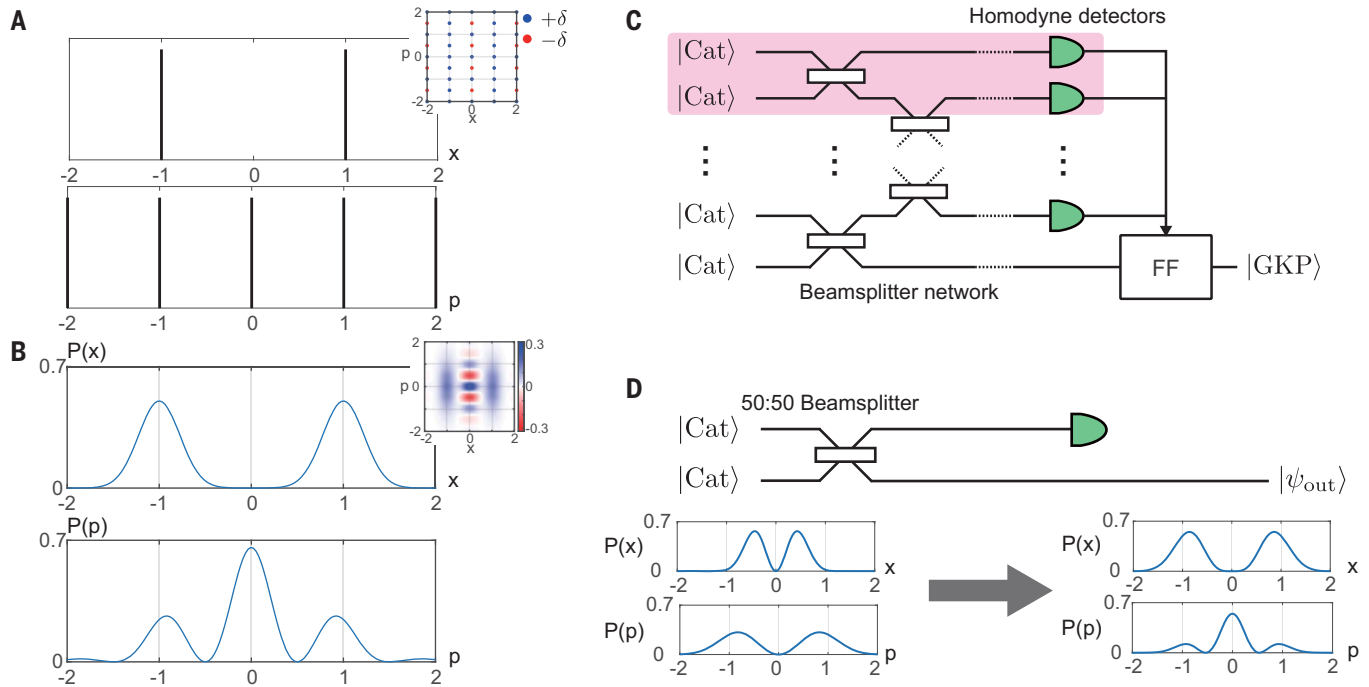 A
2
p 0
-2
-2 0 2
x
+δ
−δ
-2 -1 0 1 2 x
-2 -1 0 1 2 p
B
P(x)
0.7
0
-2 -1 0 1 2 x
2
p 0
-2
-2 0 2
x
0.3
0
-0.3
P(p)
0.7
0
-2 -1 0 1 2 p
C
Homodyne detectors
|Cat⟩
|Cat⟩
|Cat⟩
|Cat⟩
FF
|GKP⟩
Beamsplitter network
D
50:50 Beamsplitter
|Cat⟩
|Cat⟩
|ψout⟩
0.7
P(x)
0
-2 -1 0 1 2 x
0.7
P(p)
0
-2 -1 0 1 2 p
0.7
P(x)
0
-2 -1 0 1 2 x
0.7
P(p)
0
-2 -1 0 1 2 p